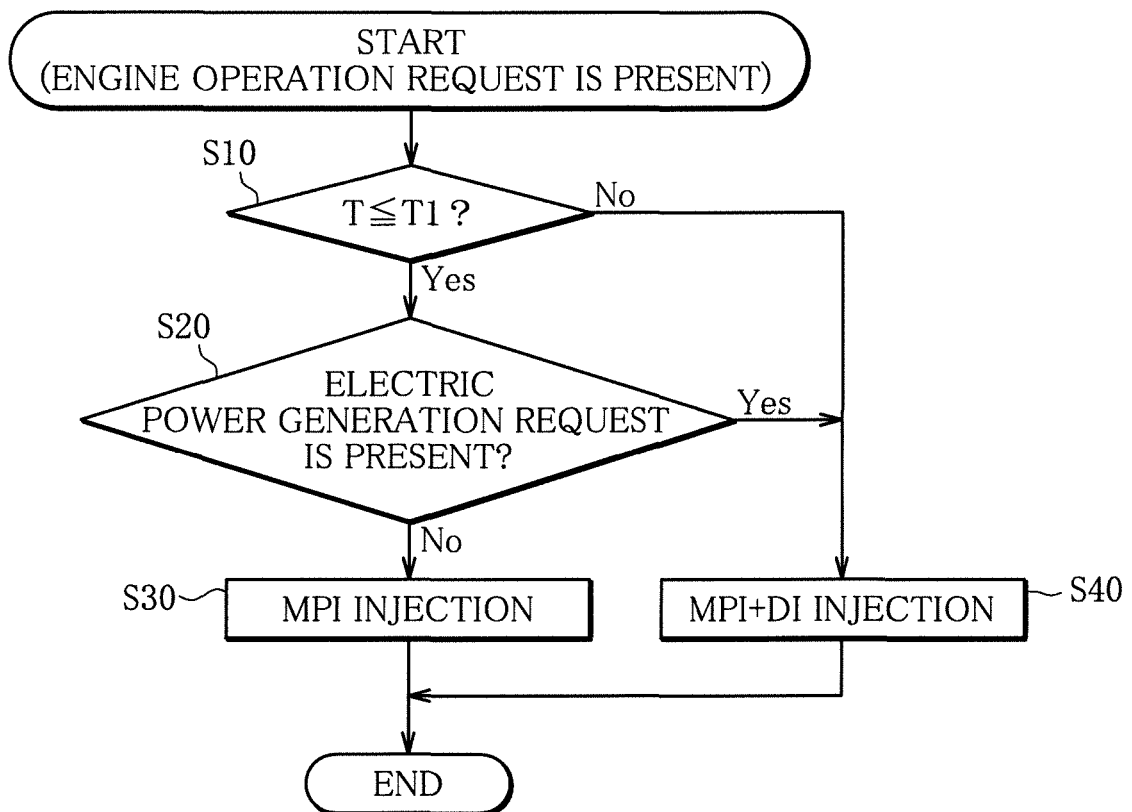 START
(ENGINE OPERATION REQUEST IS PRESENT)
S10
T≦T1?
No
Yes
S20
ELECTRIC
POWER GENERATION REQUEST
IS PRESENT?
Yes
No
S30
MPI INJECTION
MPI+DI INJECTION
S40
END